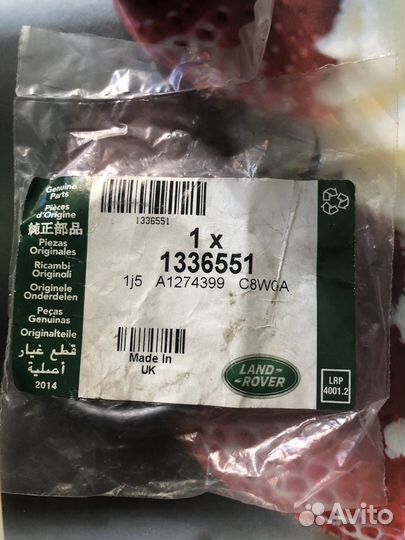 Genuine
Parts
Pièces
d'Origine
純正部品
Piezas
Originales
Ricambi
Originali
Originele
Onderdelen
Peças
Genuínas
Originalteile
قطع غيار
أصلية
2014
1336551
1 x
1336551
1j5 A1274399 C8W0A
Made In
UK
LAND-
-ROVER
LRP
4001.2
Avito